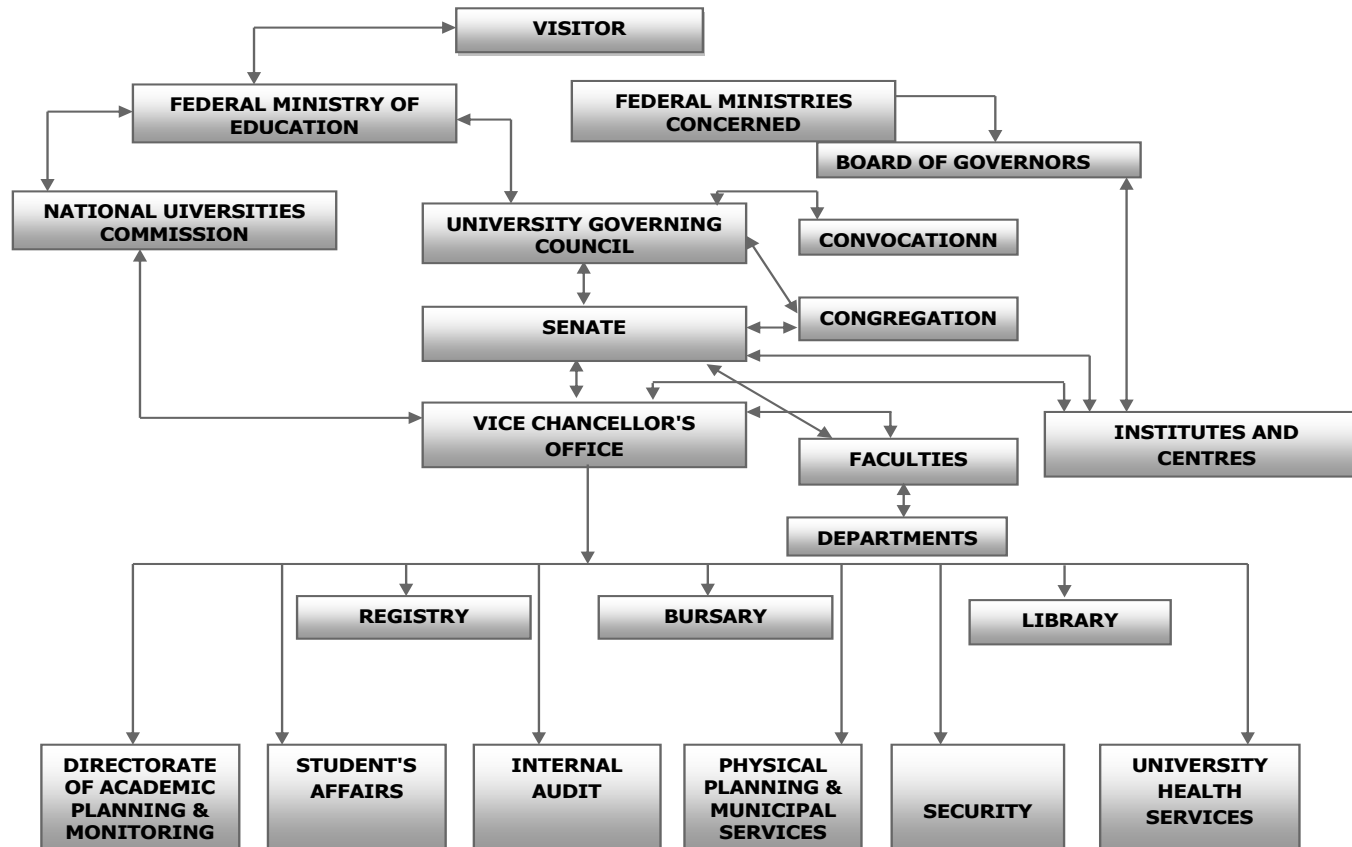 VISITOR
FEDERAL MINISTRY OF
EDUCATION
FEDERAL MINISTRIES
CONCERNED
BOARD OF GOVERNORS
NATIONAL UIVERSITIES
COMMISSION
UNIVERSITY GOVERNING
COUNCIL
CONVOCATIONN
CONGREGATION
SENATE
VICE CHANCELLOR'S
OFFICE
INSTITUTES AND
CENTRES
FACULTIES
DEPARTMENTS
REGISTRY
BURSARY
LIBRARY
DIRECTORATE
OF ACADEMIC
PLANNING &
MONITORING
STUDENT'S
AFFAIRS
INTERNAL
AUDIT
PHYSICAL
PLANNING &
MUNICIPAL
SERVICES
SECURITY
UNIVERSITY
HEALTH
SERVICES